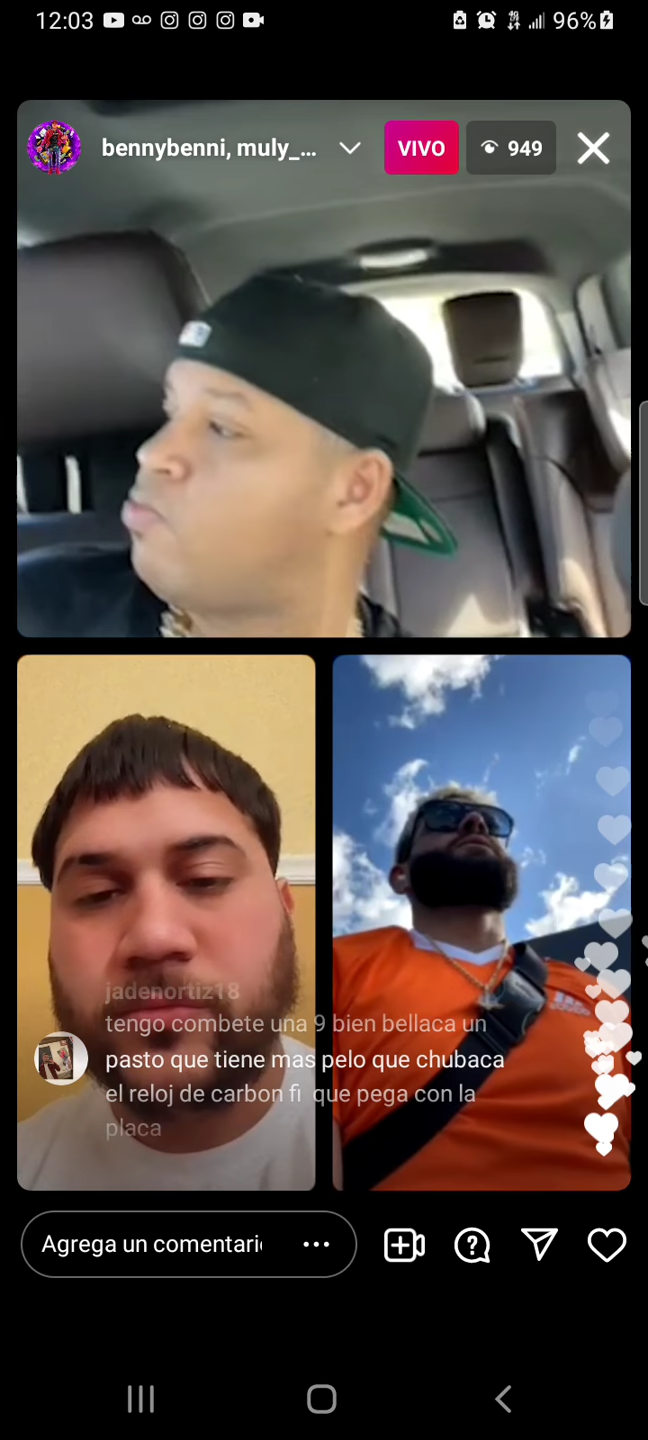 12:03
96%
bennybenni, muly_...
VIVO
949
jadenortiz18
tengo combete una 9 bien bellaca un
pasto que tiene mas pelo que chubaca
el reloj de carbon fi que pega con la
placa
Agrega un comentari